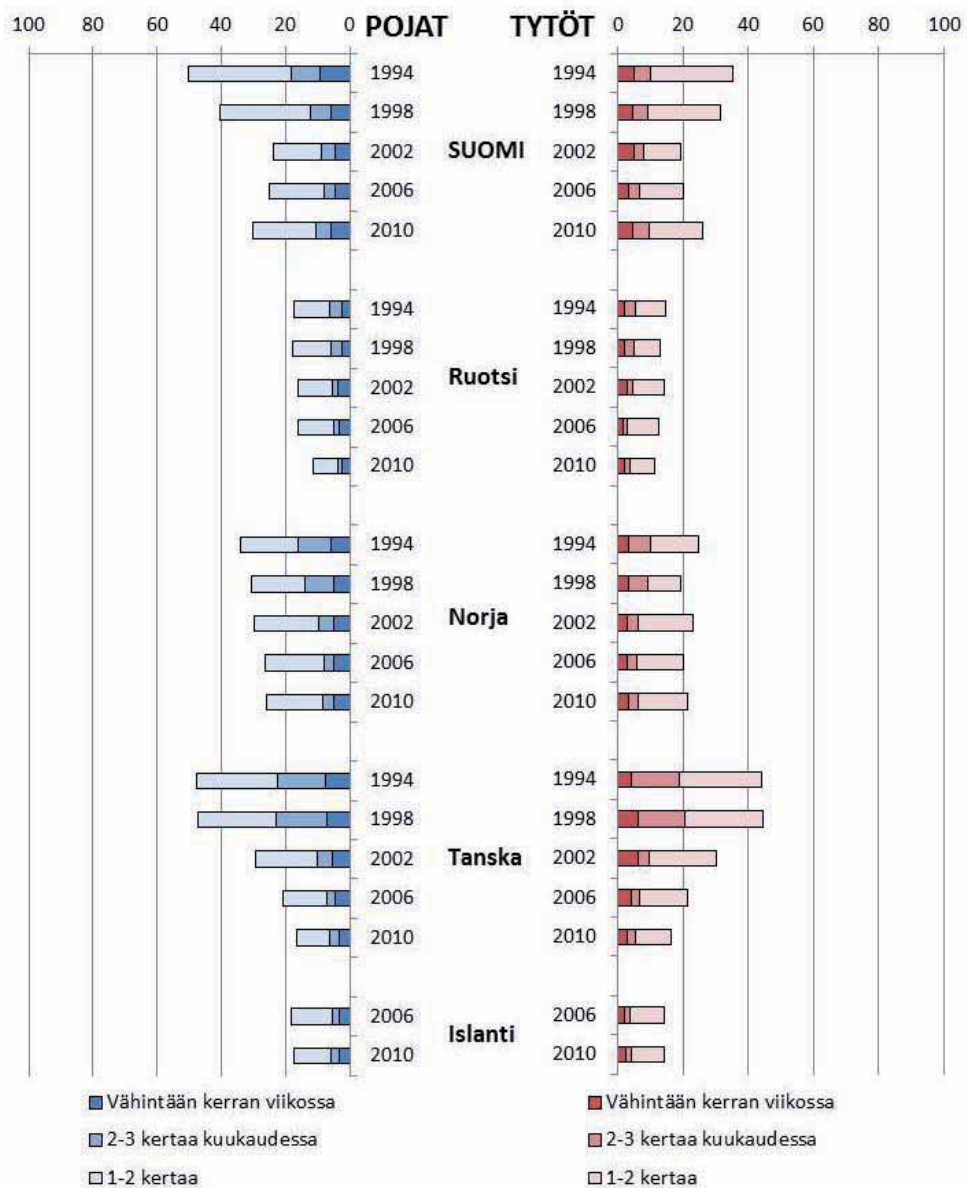 100 80 60 40 20 0 POJAT TYTÖT 0 20 40 60 80 100
1994 1994
1998 1998
SUOMI
2002 2002
2006 2006
2010 2010
1994 1994
1998 1998
Ruotsi
2002 2002
2006 2006
2010 2010
1994 1994
1998 1998
Norja
2002 2002
2006 2006
2010 2010
1994 1994
1998 1998
Tanska
2002 2002
2006 2006
2010 2010
2006 2006
Islanti
2010 2010
Vähintään kerran viikossa Vähintään kerran viikossa
2-3 kertaa kuukaudessa 2-3 kertaa kuukaudessa
1-2 kertaa 1-2 kertaa